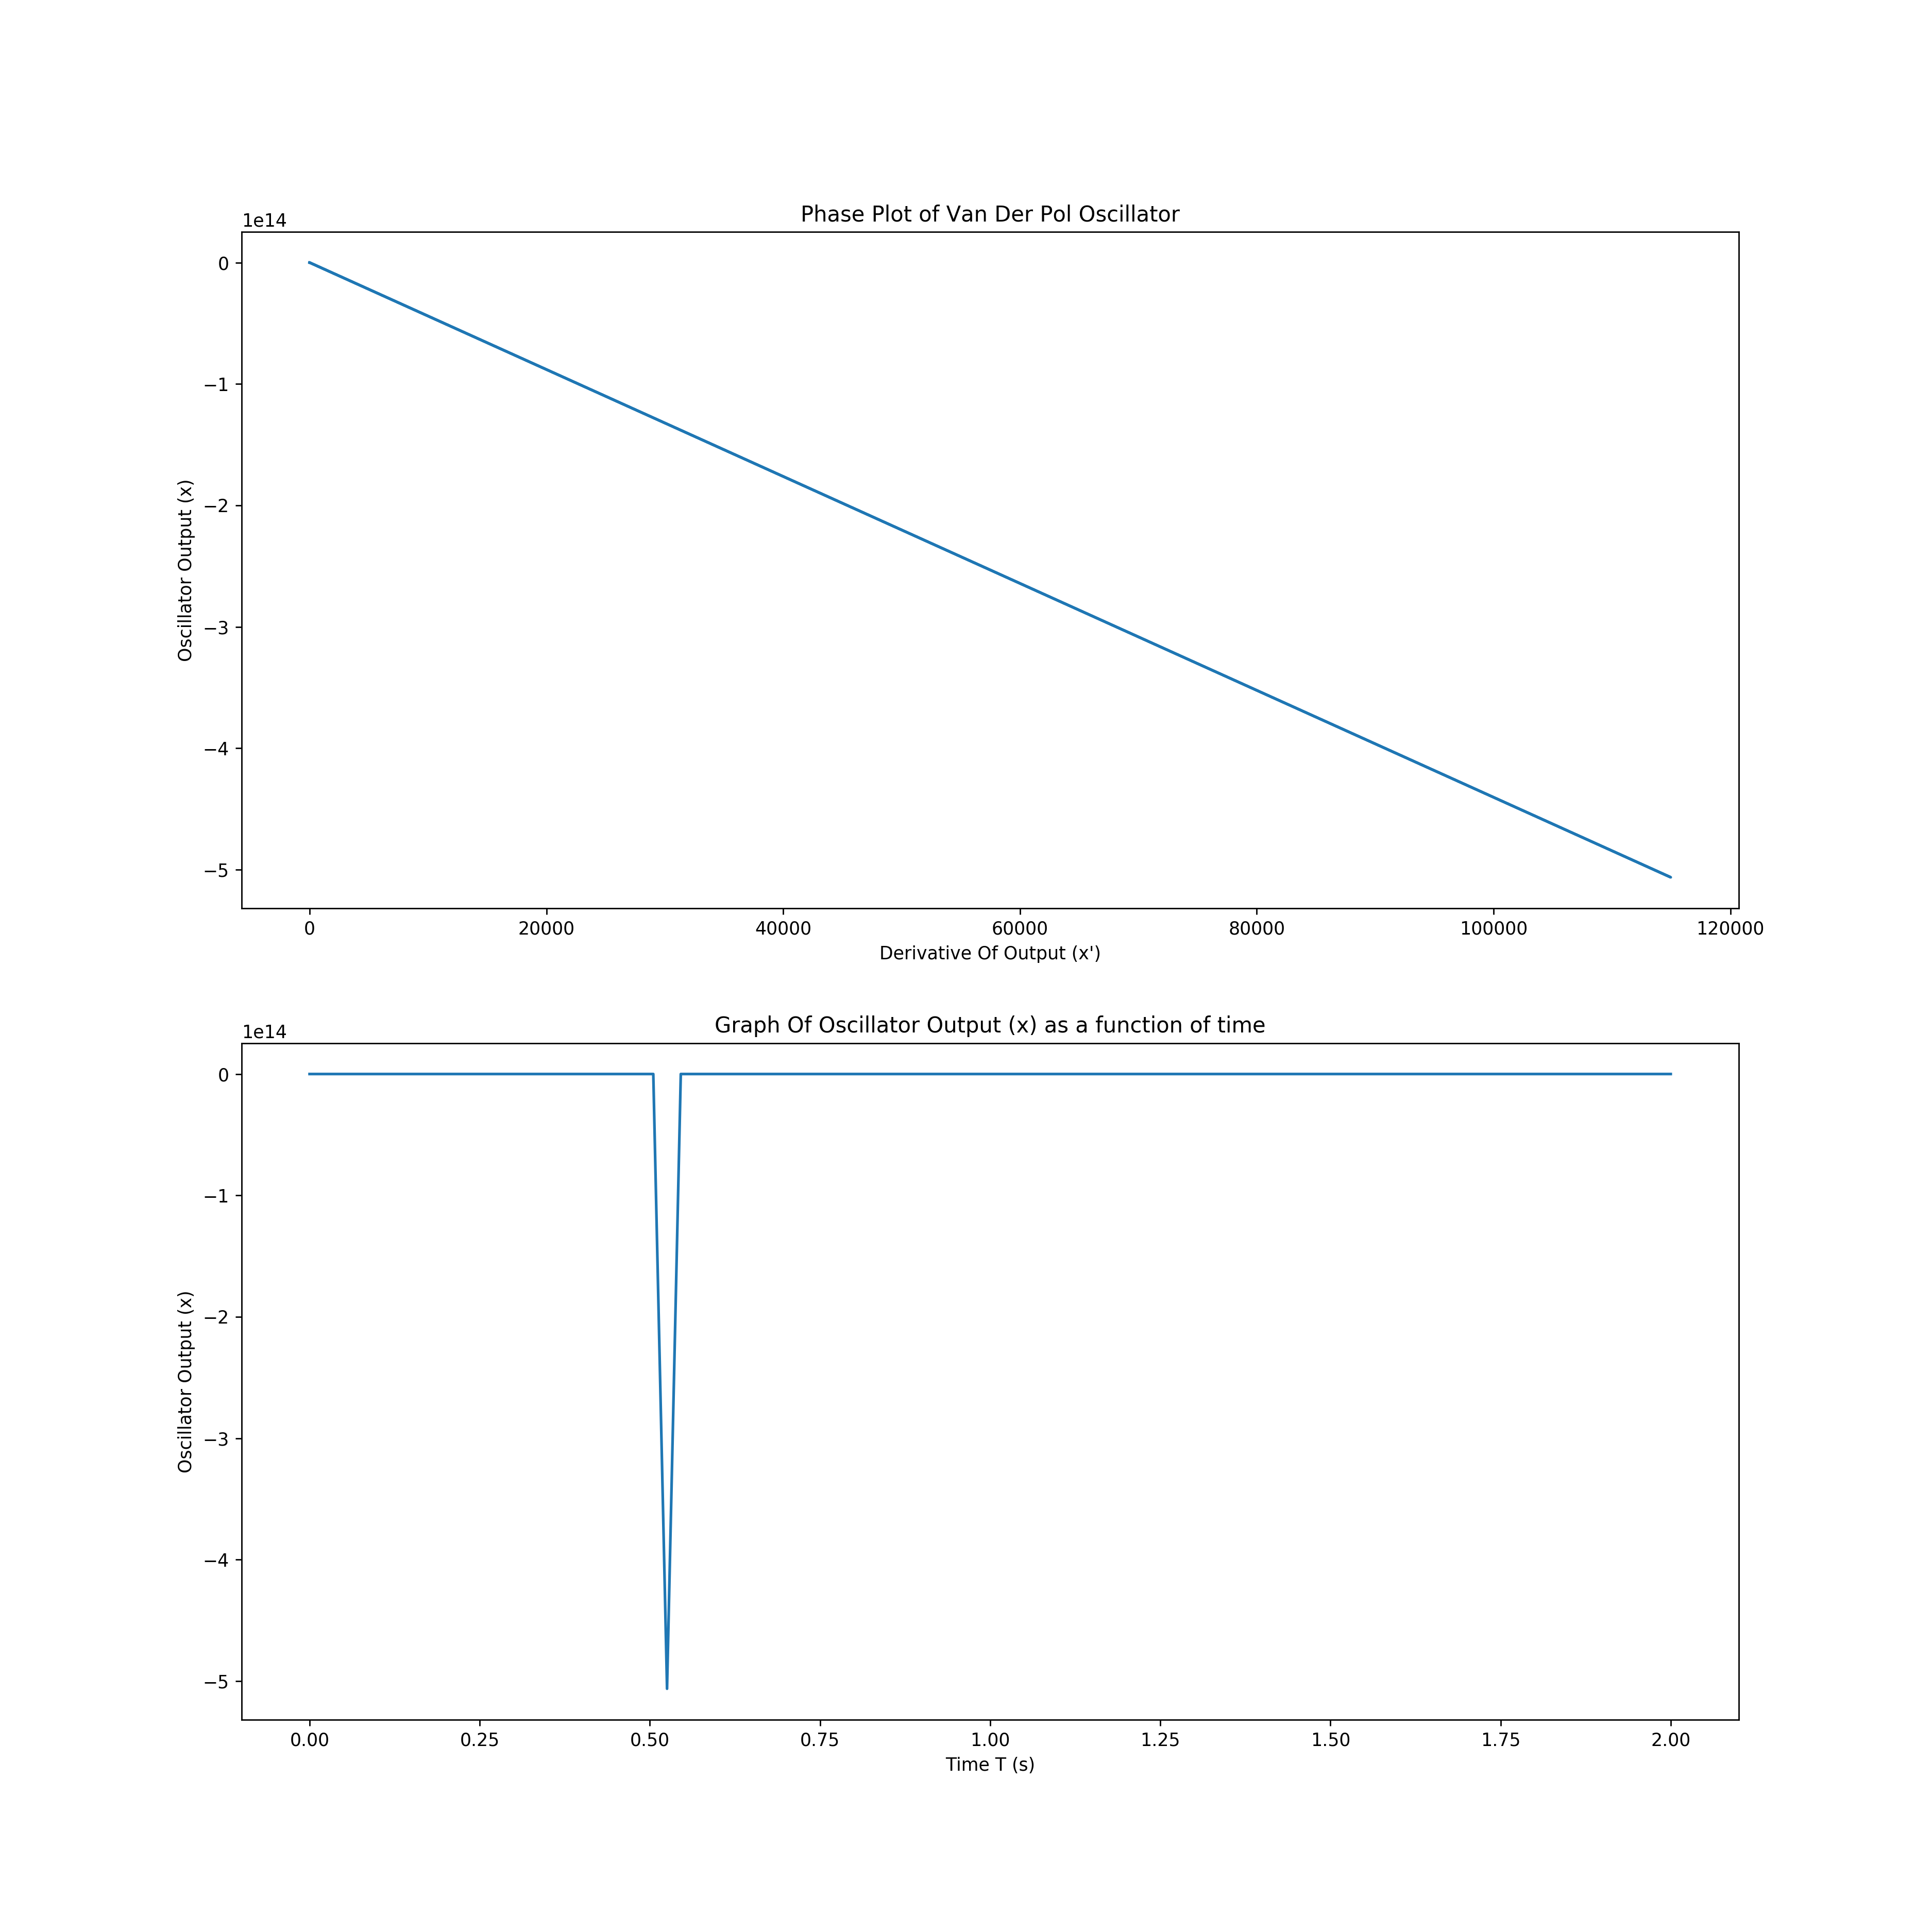 Phase Plot of Van Der Pol Oscillator
1e14
0
−1
−2
−3
−4
−5
Oscillator Output (x)
0 20000 40000 60000 80000 100000 120000
Derivative Of Output (x')
Graph Of Oscillator Output (x) as a function of time
1e14
0
−1
−2
−3
−4
−5
Oscillator Output (x)
0.00 0.25 0.50 0.75 1.00 1.25 1.50 1.75 2.00
Time T (s)